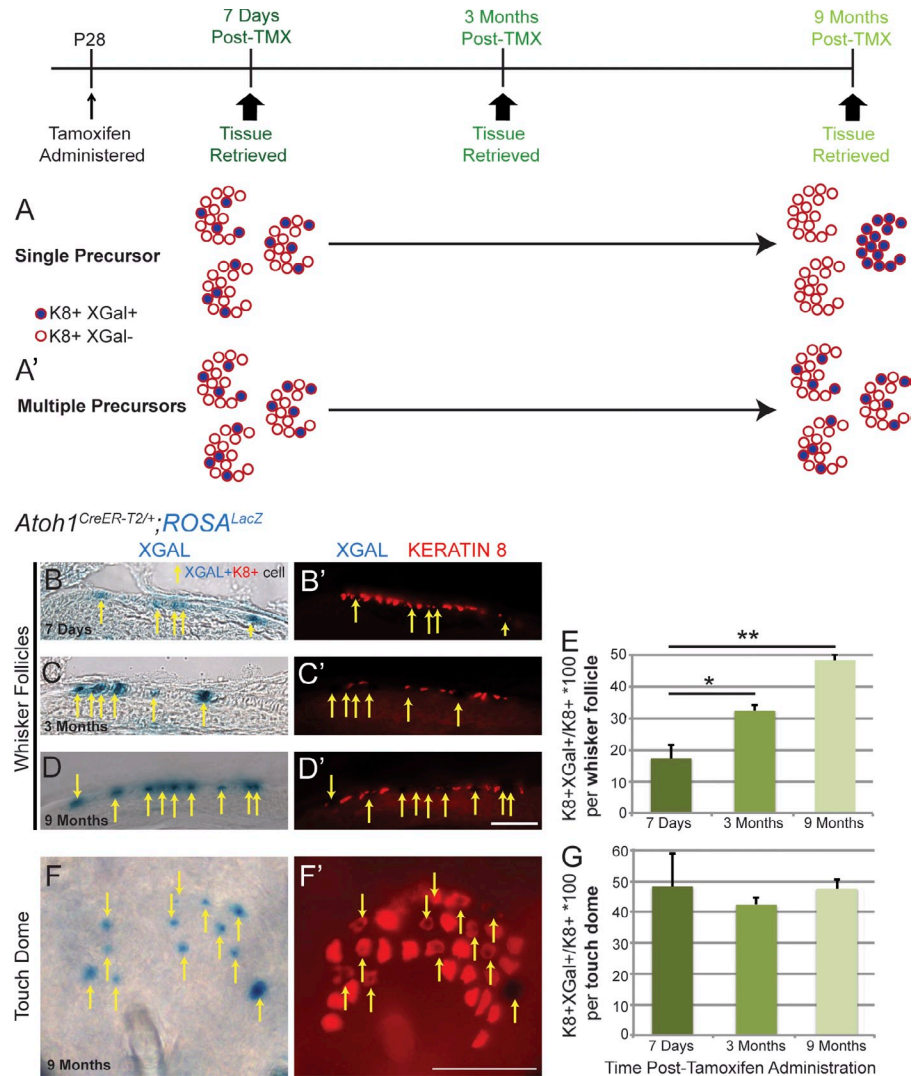 7 Days
Post-TMX
3 Months
Post-TMX
9 Months
Post-TMX
P28
Tamoxifen
Administered
Tissue
Retrieved
Tissue
Retrieved
Tissue
Retrieved
A
Single Precursor
K8+ XGal+
K8+ XGal-
A'
Multiple Precursors
Atoh1CreER-T2/+;ROSALacZ
XGAL
XGAL KERATIN 8
Whisker Follicles
B
XGAL+K8+ cell
7 Days
B'
C
3 Months
C'
D
9 Months
D'
E
K8+XGal+/K8+ *100
per whisker follicle
50
40
30
20
10
0
*
**
7 Days
3 Months
9 Months
Touch Dome
F
9 Months
F'
G
K8+XGal+/K8+ *100
per touch dome
60
50
40
30
20
10
0
7 Days
3 Months
9 Months
Time Post-Tamoxifen Administration